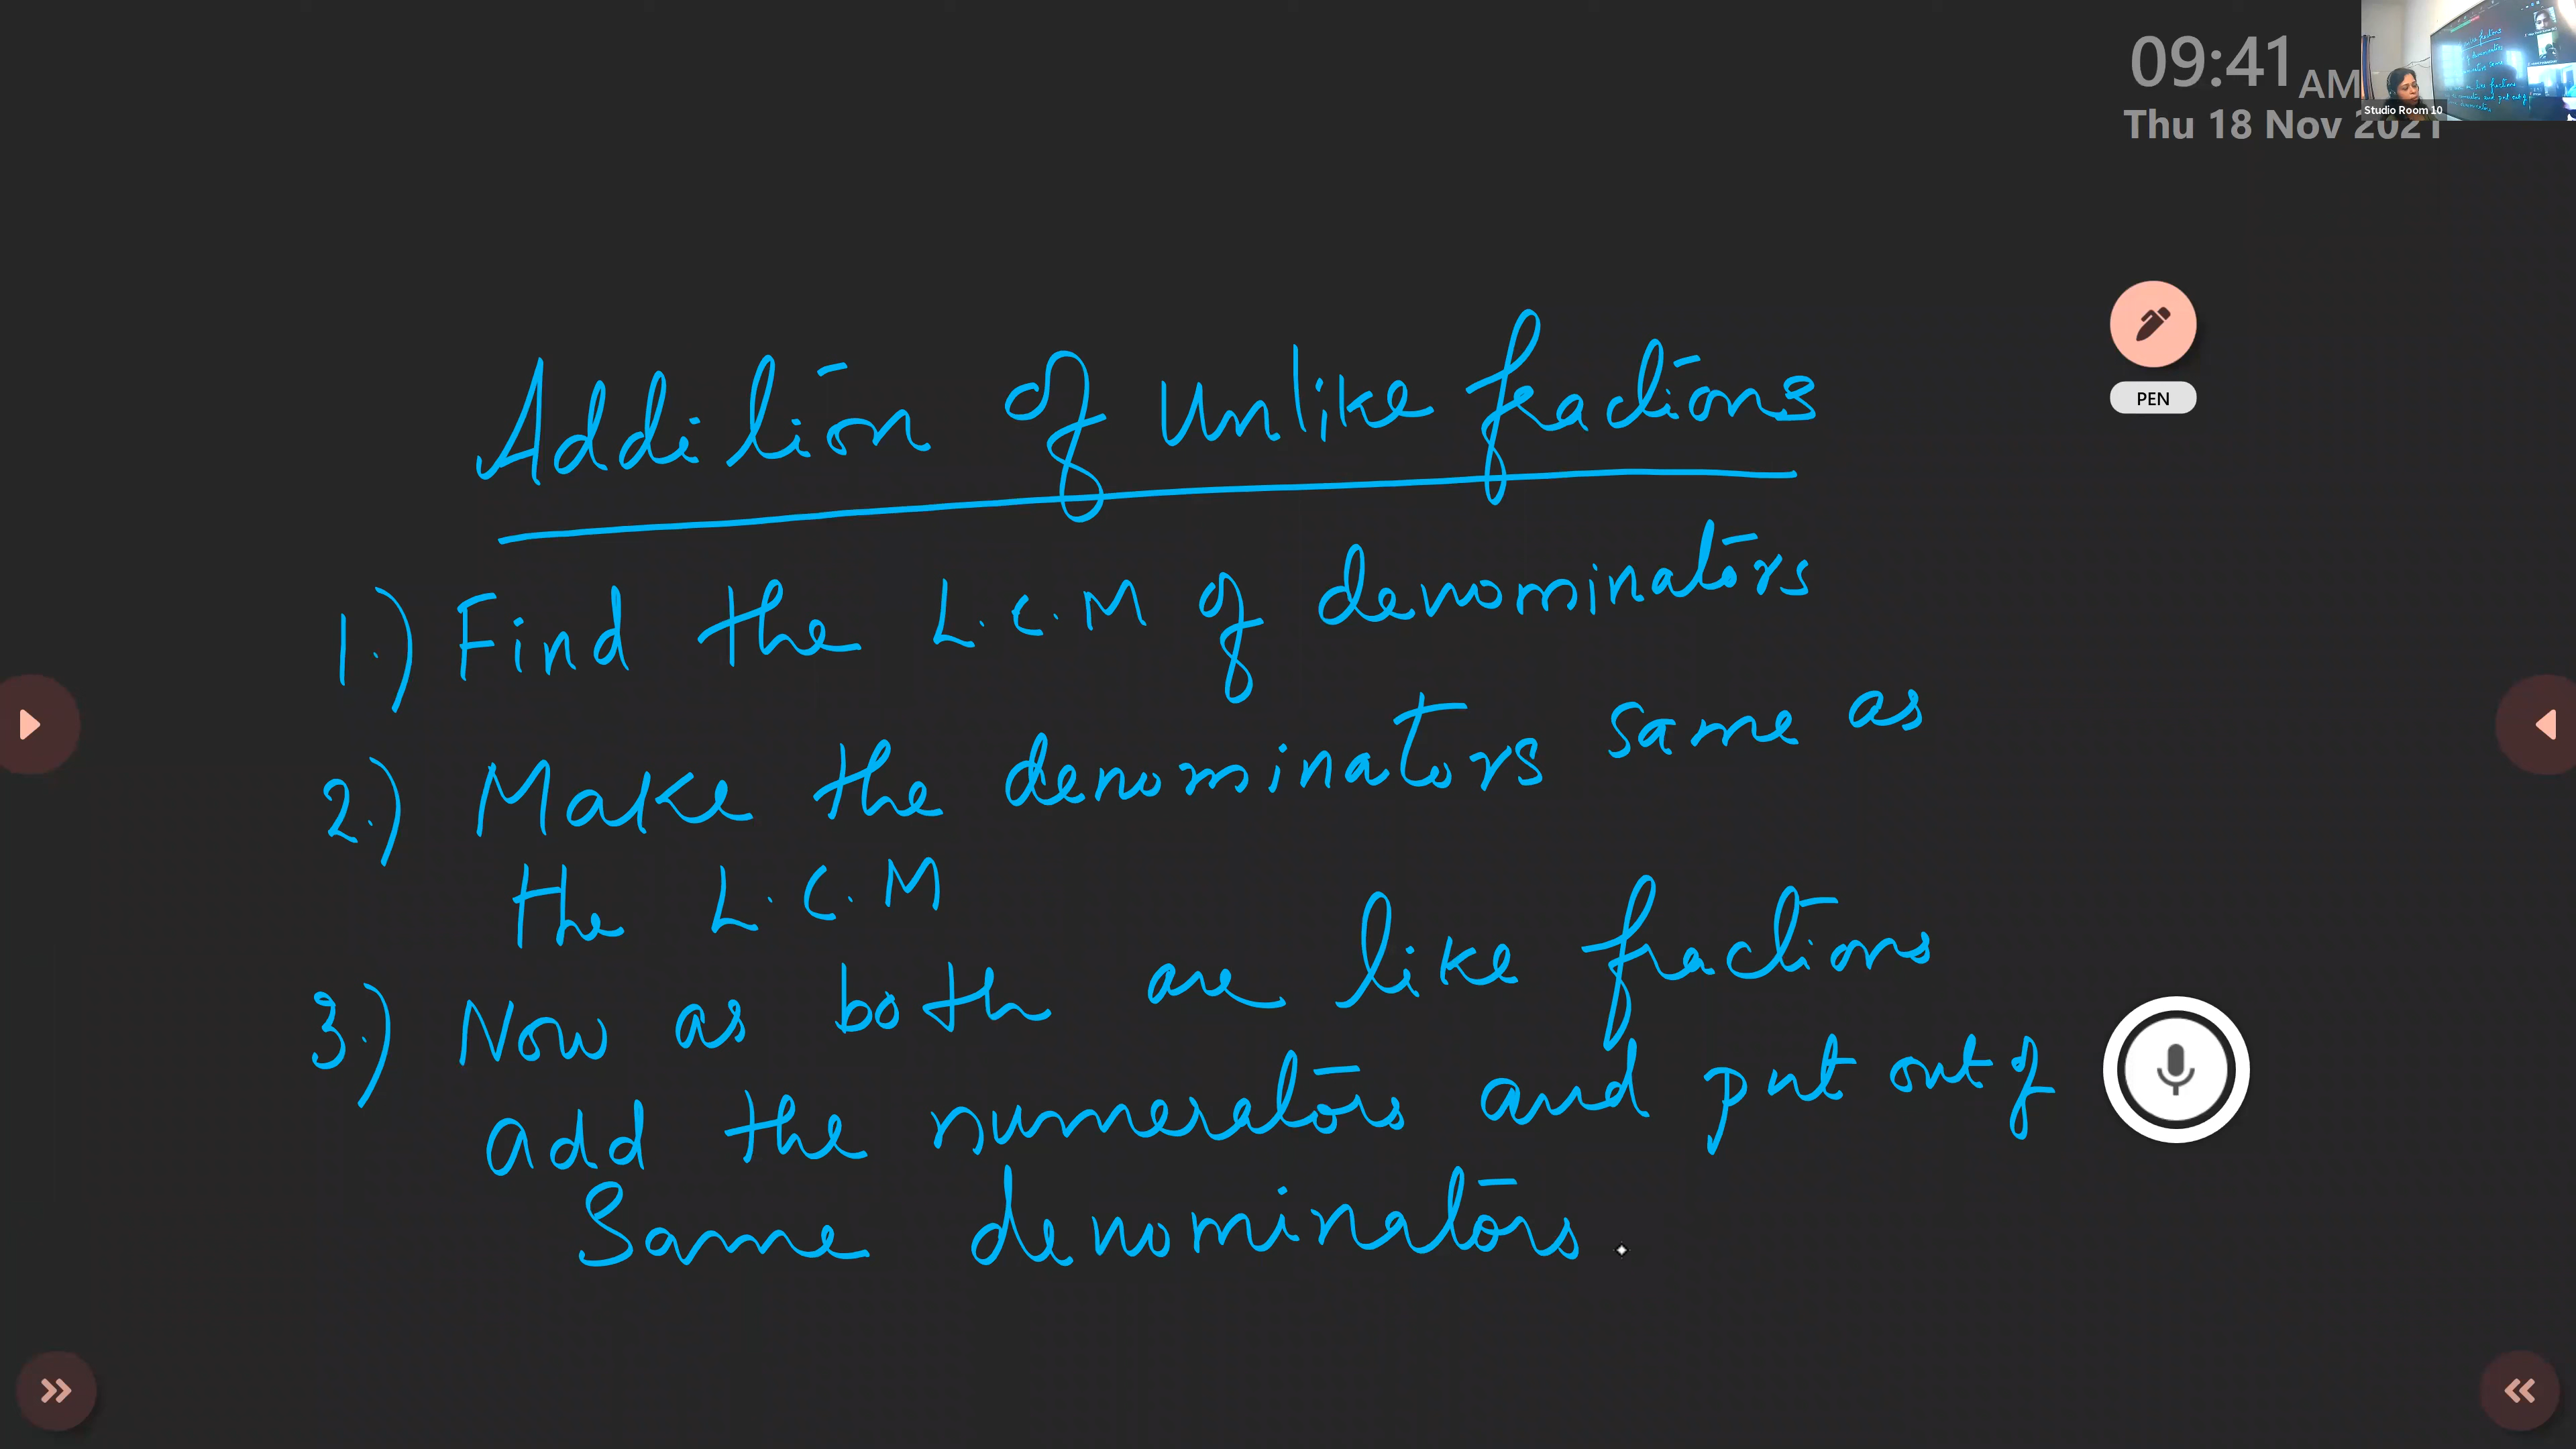 09:41 AM
Thu 18 Nov 2021
Studio Room 10
Addition of Unlike fractions
PEN
1.) Find the L.C.M of denominators
2.) Make the denominators same as
the L.C.M
3.) Now as both are like fractions
add the numerators and put out of
Same denominators.